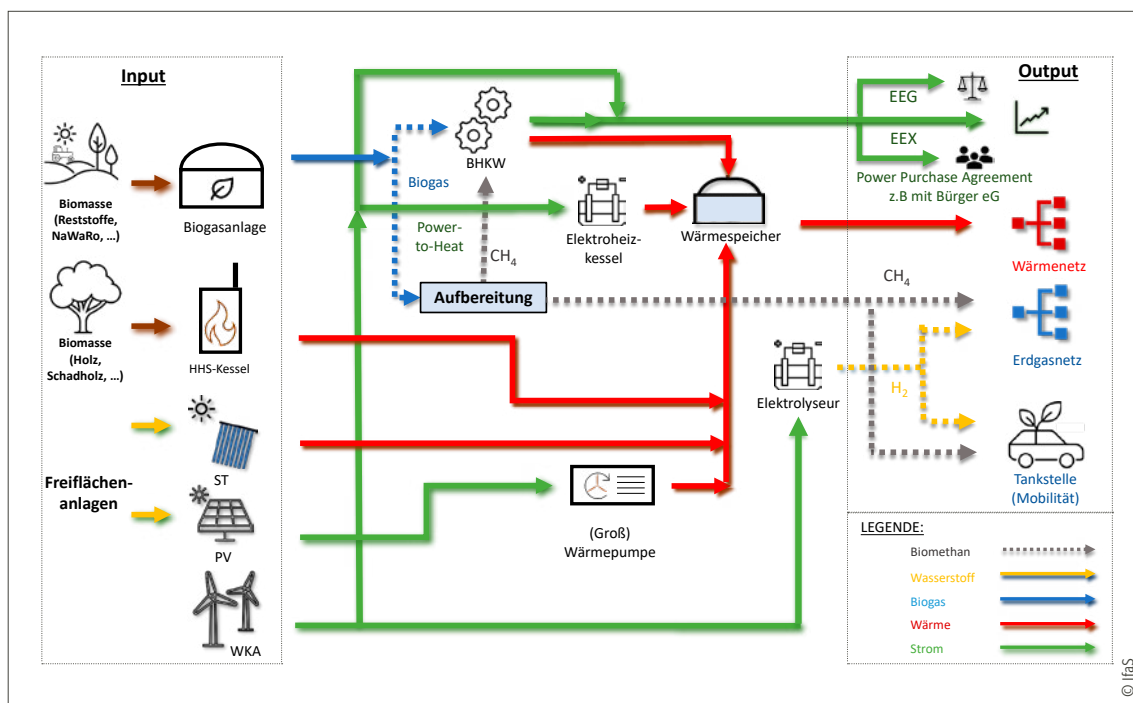 Input
Biomasse
(Reststoffe,
NaWaRo, ...)
Biogasanlage
Biomasse
(Holz,
Schadholz, ...)
HHS-Kessel
Freiflächen-
anlagen
ST
PV
WKA
BHKW
Biogas
Power-
to-Heat
CH4
Elektroheiz-
kessel
Wärmespeicher
Aufbereitung
(Groß)
Wärmepumpe
Elektrolyseur
CH4
H2
Output
EEG
EEX
Power Purchase Agreement
z.B mit Bürger eG
Wärmenetz
Erdgasnetz
Tankstelle
(Mobilität)
LEGENDE:
Biomethan
Wasserstoff
Biogas
Wärme
Strom
© IfaS